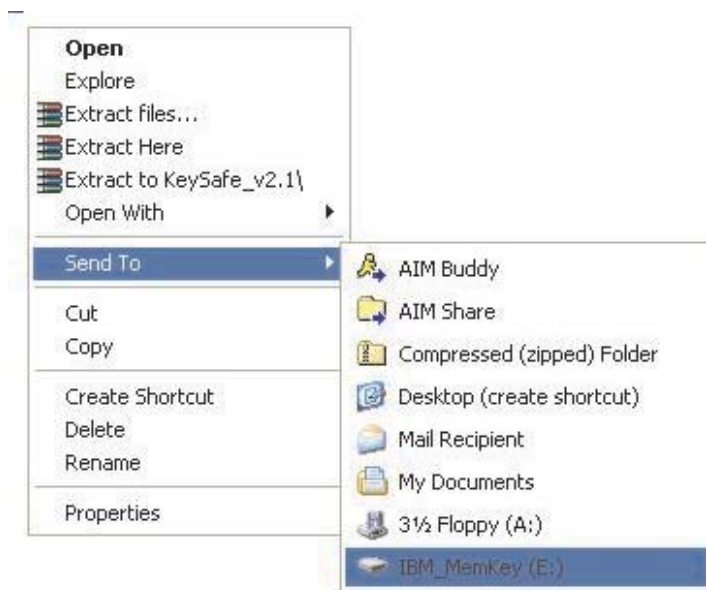 Open
Explore
Extract files...
Extract Here
Extract to KeySafe_v2.1\
Open With
Send To
Cut
Copy
Create Shortcut
Delete
Rename
Properties
AIM Buddy
AIM Share
Compressed (zipped) Folder
Desktop (create shortcut)
Mail Recipient
My Documents
3½ Floppy (A:)
IBM_MemKey (E:)